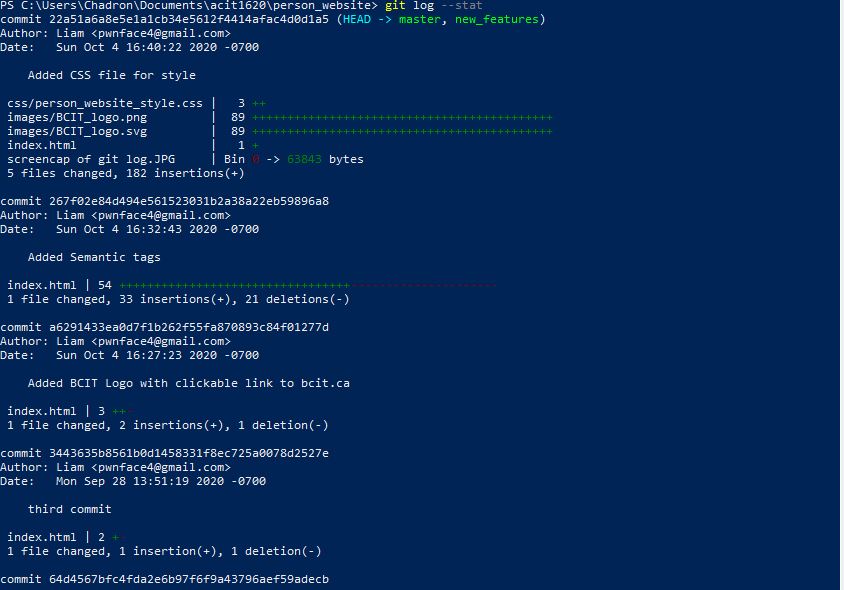 PS C:\Users\Chadron\Documents\acit1620\person_website> git log --stat
commit 22a51a6a8e5e1a1cb34e5612f4414afac4d0d1a5 (HEAD -> master, new_features)
Author: Liam <pwnface4@gmail.com>
Date:   Sun Oct 4 16:40:22 2020 -0700
    Added CSS file for style
 css/person_website_style.css |   3 ++
 images/BCIT_logo.png         |  89 +++++++++++++++++++++++++++++++++++++++++++
 images/BCIT_logo.svg         |  89 +++++++++++++++++++++++++++++++++++++++++++
 index.html                   |   1 +
 screencap of git log.JPG     | Bin 0 -> 63843 bytes
 5 files changed, 182 insertions(+)
commit 267f02e84d494e561523031b2a38a22eb59896a8
Author: Liam <pwnface4@gmail.com>
Date:   Sun Oct 4 16:32:43 2020 -0700
    Added Semantic tags
 index.html | 54 +++++++++++++++++++++++++++++++++---------------------
 1 file changed, 33 insertions(+), 21 deletions(-)
commit a6291433ea0d7f1b262f55fa870893c84f01277d
Author: Liam <pwnface4@gmail.com>
Date:   Sun Oct 4 16:27:23 2020 -0700
    Added BCIT Logo with clickable link to bcit.ca
 index.html | 3 ++-
 1 file changed, 2 insertions(+), 1 deletion(-)
commit 3443635b8561b0d1458331f8ec725a0078d2527e
Author: Liam <pwnface4@gmail.com>
Date:   Mon Sep 28 13:51:19 2020 -0700
    third commit
 index.html | 2 +-
 1 file changed, 1 insertion(+), 1 deletion(-)
commit 64d4567bfc4fda2e6b97f6f9a43796aef59adecb